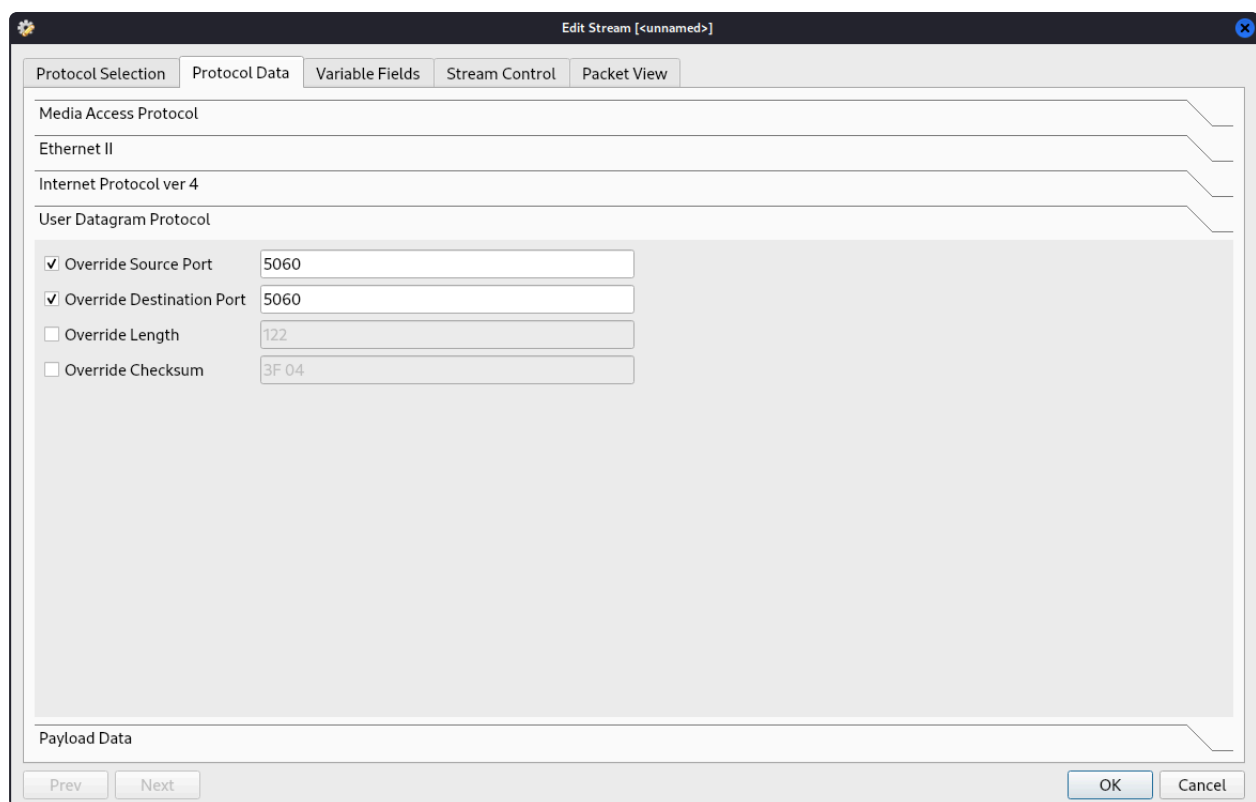 Edit Stream [<unnamed>]
Protocol Selection Protocol Data Variable Fields Stream Control Packet View
Media Access Protocol
Ethernet II
Internet Protocol ver 4
User Datagram Protocol
Override Source Port 5060
Override Destination Port 5060
Override Length 122
Override Checksum 3F 04
Payload Data
Prev Next OK Cancel